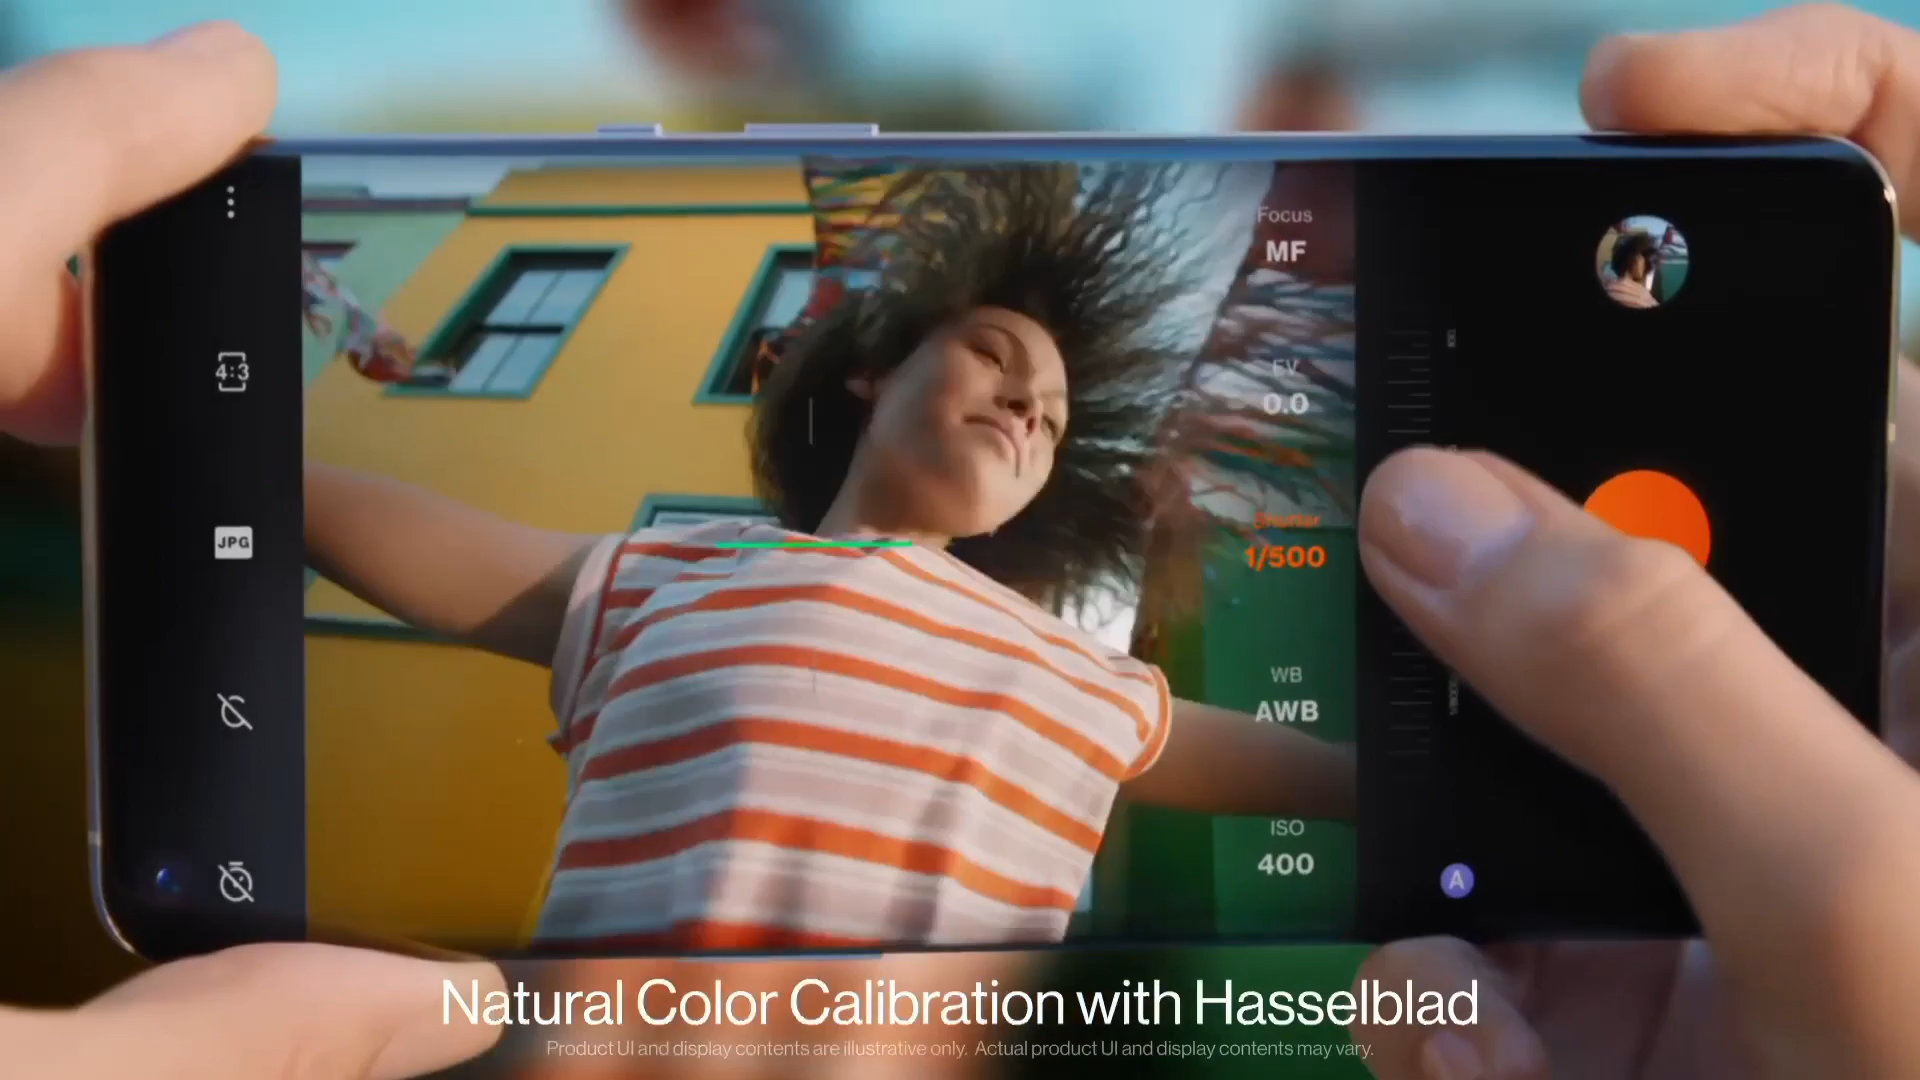 4:3
JPG
Focus
MF
EV
0.0
Shutter
1/500
WB
AWB
ISO
400
A
Natural Color Calibration with Hasselblad
Product UI and display contents are illustrative only. Actual product UI and display contents may vary.